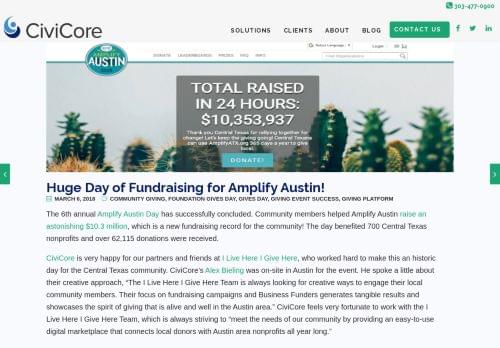 303-477-0900
CiviCore
SOLUTIONS CLIENTS ABOUT BLOG CONTACT US
Select Language Login
AMPLIFY
AUSTIN
DONATE LEADERBOARDS PRIZES FAQ INFO
TOTAL RAISED
IN 24 HOURS:
$10,353,937
Thank you Central Texas for rallying together for
change! Let's keep the giving going! Central Texans
can use AmplifyATX.org 365 days a year to give
local.
DONATE!
Huge Day of Fundraising for Amplify Austin!
MARCH 6, 2018 COMMUNITY GIVING, FOUNDATION GIVES DAY, GIVES DAY, GIVING EVENT SUCCESS, GIVING PLATFORM
The 6th annual Amplify Austin Day has successfully concluded. Community members helped Amplify Austin raise an
astonishing $10.3 million, which is a new fundraising record for the community! The day benefited 700 Central Texas
nonprofits and over 62,115 donations were received.
CiviCore is very happy for our partners and friends at I Live Here I Give Here, who worked hard to make this an historic
day for the Central Texas community. CiviCore's Alex Bieling was on-site in Austin for the event. He spoke a little about
their creative approach, "The I Live Here I Give Here Team is always looking for creative ways to engage their local
community members. Their focus on fundraising campaigns and Business Funders generates tangible results and
showcases the spirit of giving that is alive and well in the Austin area." CiviCore feels very fortunate to work with the I
Live Here I Give Here Team, which is always striving to "meet the needs of our community by providing an easy-to-use
digital marketplace that connects local donors with Austin area nonprofits all year long."